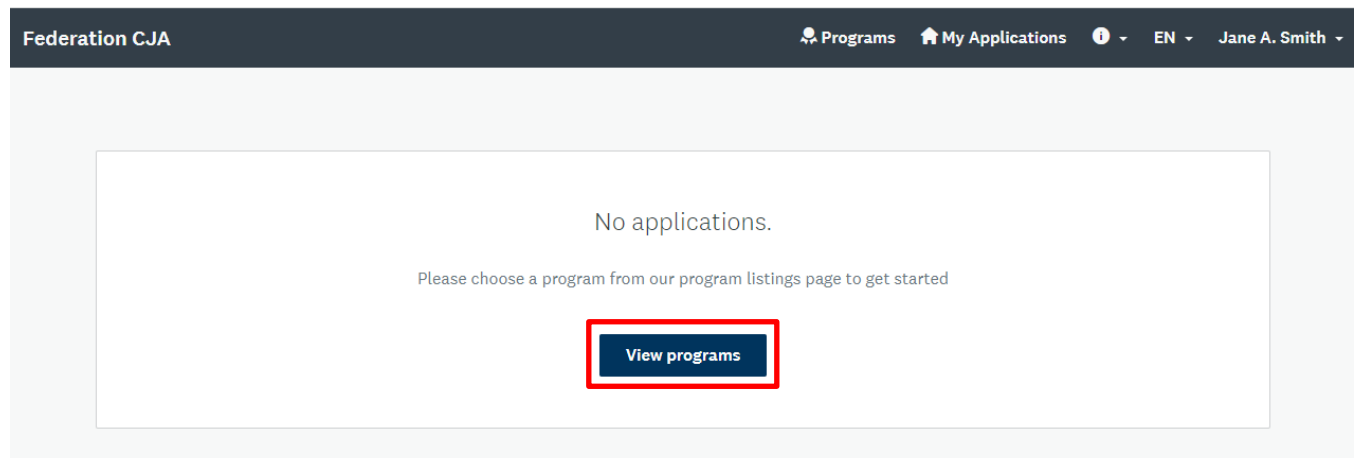 Federation CJA Programs My Applications EN Jane A. Smith
No applications.
Please choose a program from our program listings page to get started
View programs